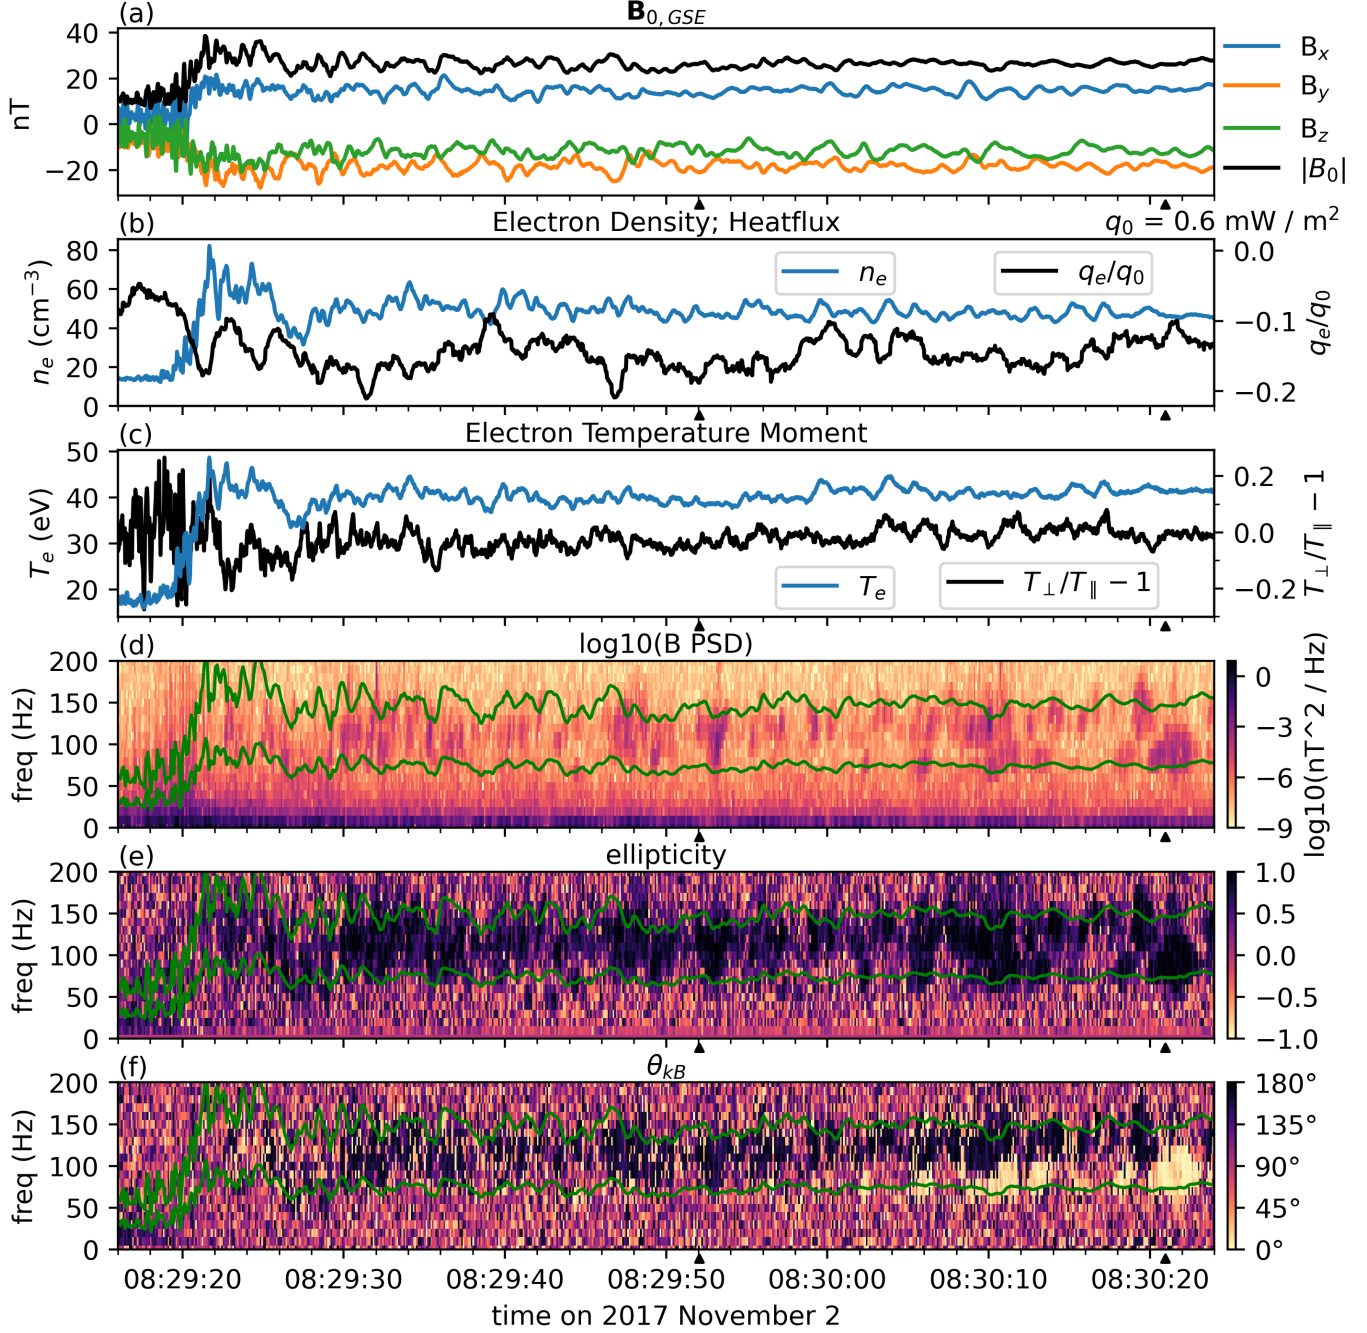 (a) B0,GSE
40
20
0
−20
nT
Bx
By
Bz
|B0|
(b) Electron Density; Heatflux q0 = 0.6 mW / m²
80
60
40
20
0
ne (cm⁻³)
ne
qe/q0
0.0
−0.1
−0.2
qe/q0
(c) Electron Temperature Moment
50
40
30
20
Te (eV)
Te
T⊥/T∥ − 1
0.2
0.0
−0.2
T⊥/T∥ − 1
(d) log10(B PSD)
200
150
100
50
0
freq (Hz)
0
−3
−6
−9
log10(nT^2 / Hz)
(e) ellipticity
200
150
100
50
0
freq (Hz)
1.0
0.5
0.0
−0.5
−1.0
(f) θkB
200
150
100
50
0
freq (Hz)
180°
135°
90°
45°
0°
08:29:20 08:29:30 08:29:40 08:29:50 08:30:00 08:30:10 08:30:20
time on 2017 November 2